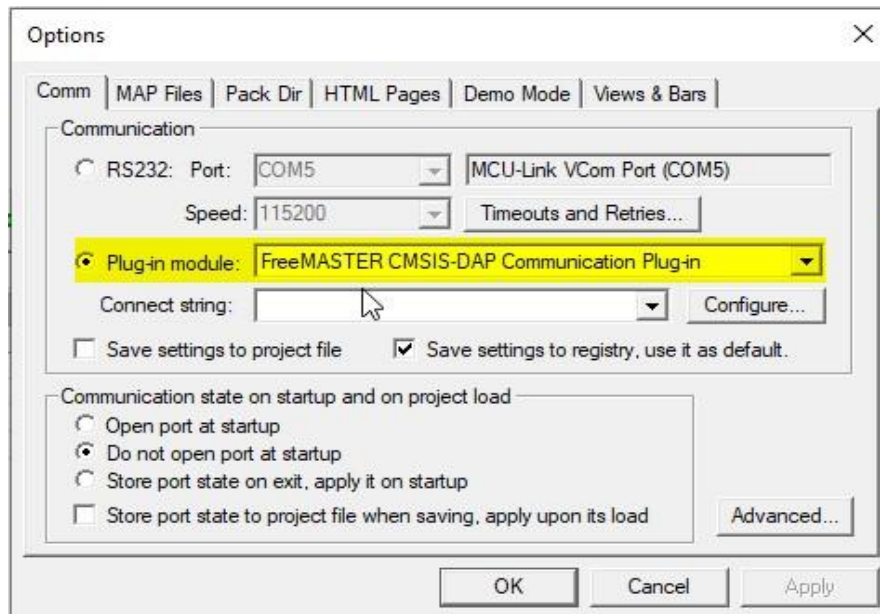 Options
Comm MAP Files Pack Dir HTML Pages Demo Mode Views & Bars
Communication
RS232: Port: COM5 MCU-Link VCom Port (COM5)
Speed: 115200 Timeouts and Retries...
Plug-in module: FreeMASTER CMSIS-DAP Communication Plug-in
Connect string: Configure...
Save settings to project file Save settings to registry, use it as default.
Communication state on startup and on project load
Open port at startup
Do not open port at startup
Store port state on exit, apply it on startup
Store port state to project file when saving, apply upon its load Advanced...
OK Cancel Apply